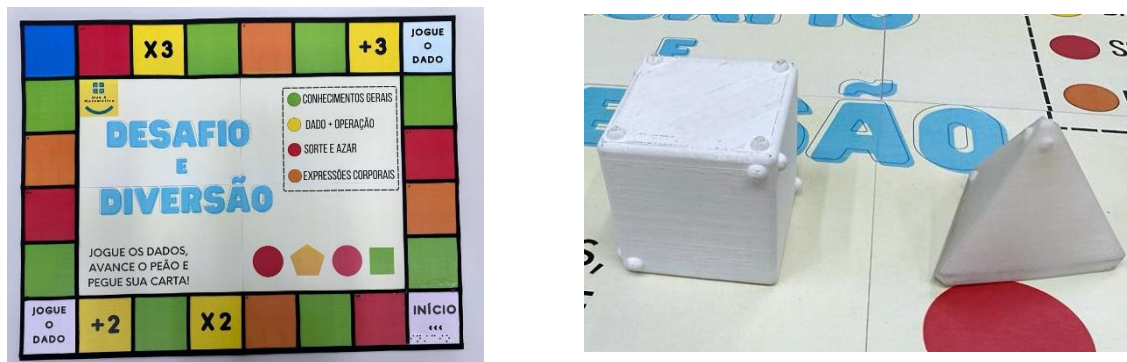 X3
+3
JOGUE
O
DADO
DESAFIO
E
DIVERSÃO
CONHECIMENTOS GERAIS
DADO + OPERAÇÃO
SORTE E AZAR
EXPRESSÕES CORPORAIS
JOGUE OS DADOS,
AVANCE O PEÃO E
PEGUE SUA CARTA!
JOGUE
O
DADO
+2
X2
INÍCIO
<<<
E
SÃO
S
S,
E